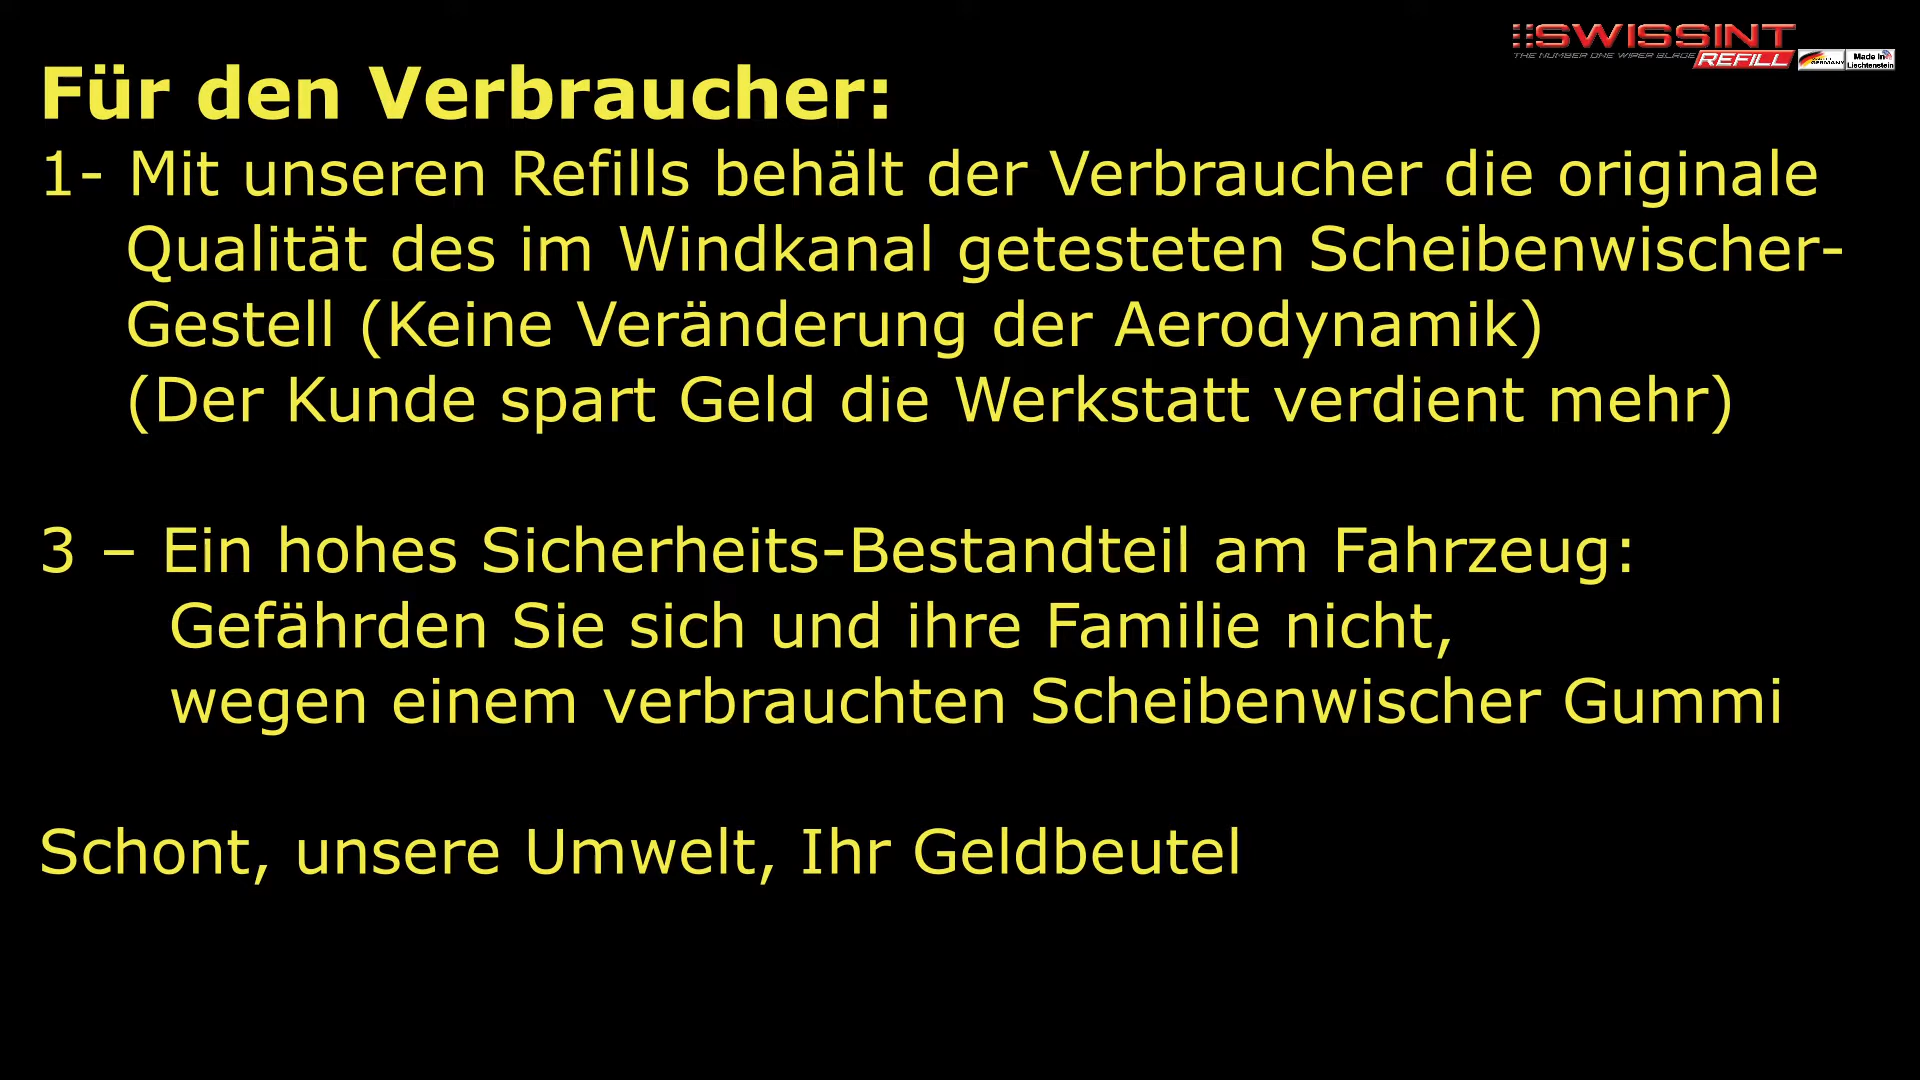 SWISSINT
THE NUMBER ONE WIPER BLADE
REFILL
GERMANY
Made in
Liechtenstein
Für den Verbraucher:
1- Mit unseren Refills behält der Verbraucher die originale
Qualität des im Windkanal getesteten Scheibenwischer-
Gestell (Keine Veränderung der Aerodynamik)
(Der Kunde spart Geld die Werkstatt verdient mehr)
3 – Ein hohes Sicherheits-Bestandteil am Fahrzeug:
Gefährden Sie sich und ihre Familie nicht,
wegen einem verbrauchten Scheibenwischer Gummi
Schont, unsere Umwelt, Ihr Geldbeutel